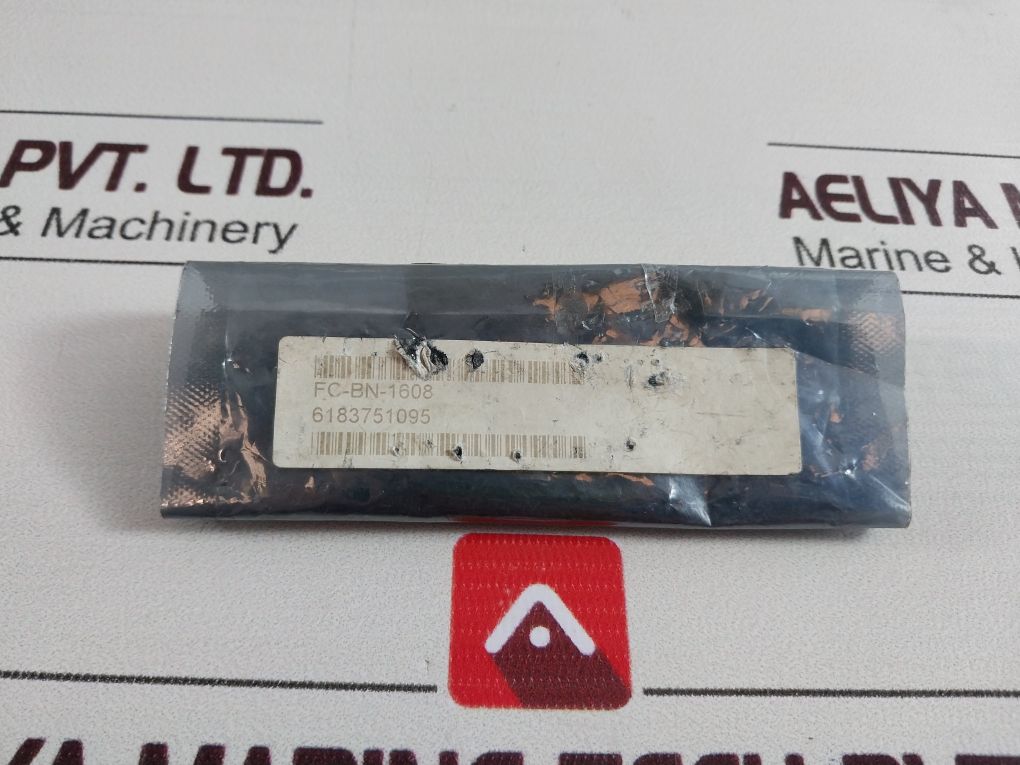 PVT. LTD.
& Machinery
AELIYA
Marine &
FC-BN-1608
6183751095